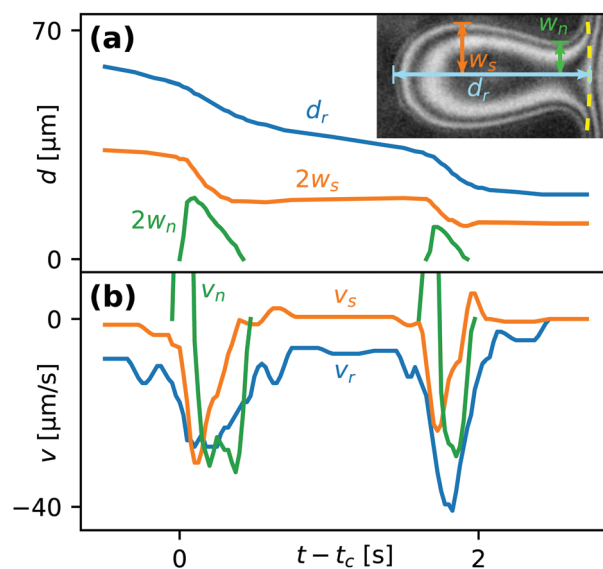 (a)
70
0
d [μm]
d_r
2w_s
2w_n
w_s
w_n
d_r
(b)
0
−40
v [μm/s]
v_n
v_s
v_r
0
2
t − t_c [s]